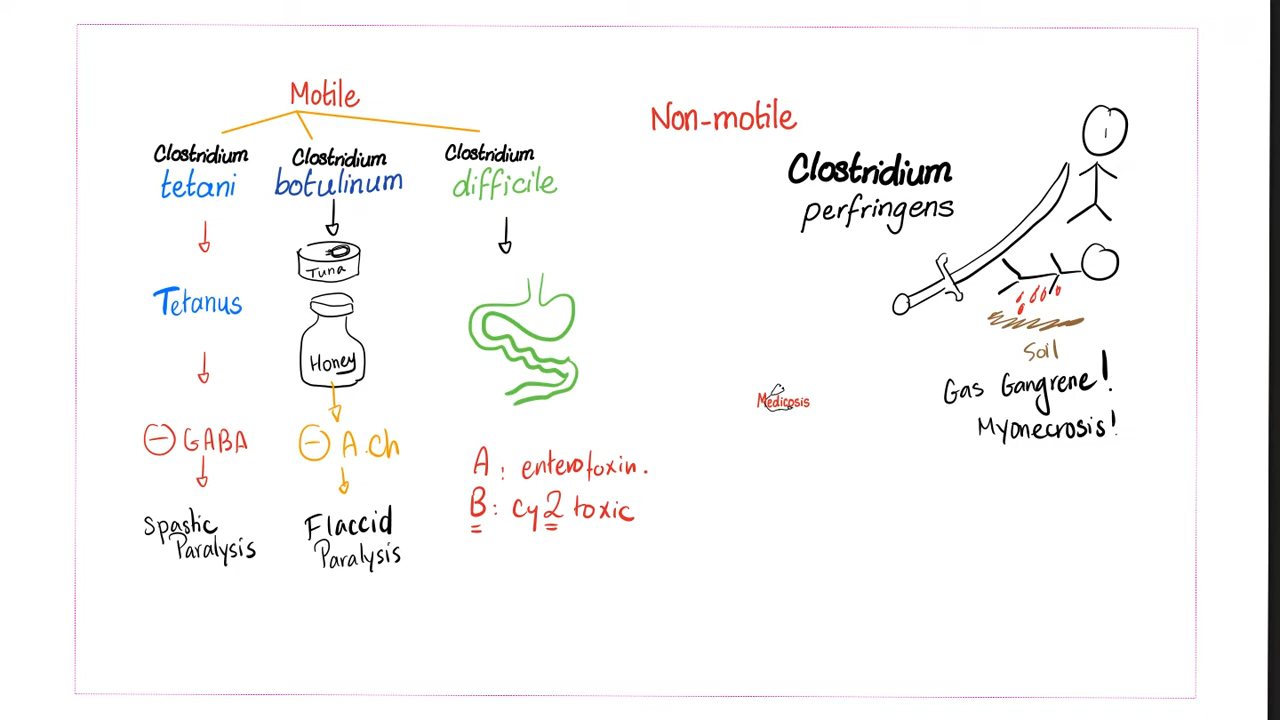 Motile
Clostridium
tetani
Tetanus
⊖ GABA
Spastic
Paralysis
Clostridium
botulinum
Tuna
Honey
⊖ A.Ch
Flaccid
Paralysis
Clostridium
difficile
A: enterotoxin.
B: Cy2 toxic
Non-motile
Clostridium
perfringens
Soil
Gas Gangrene!
Myonecrosis!
Medicosis